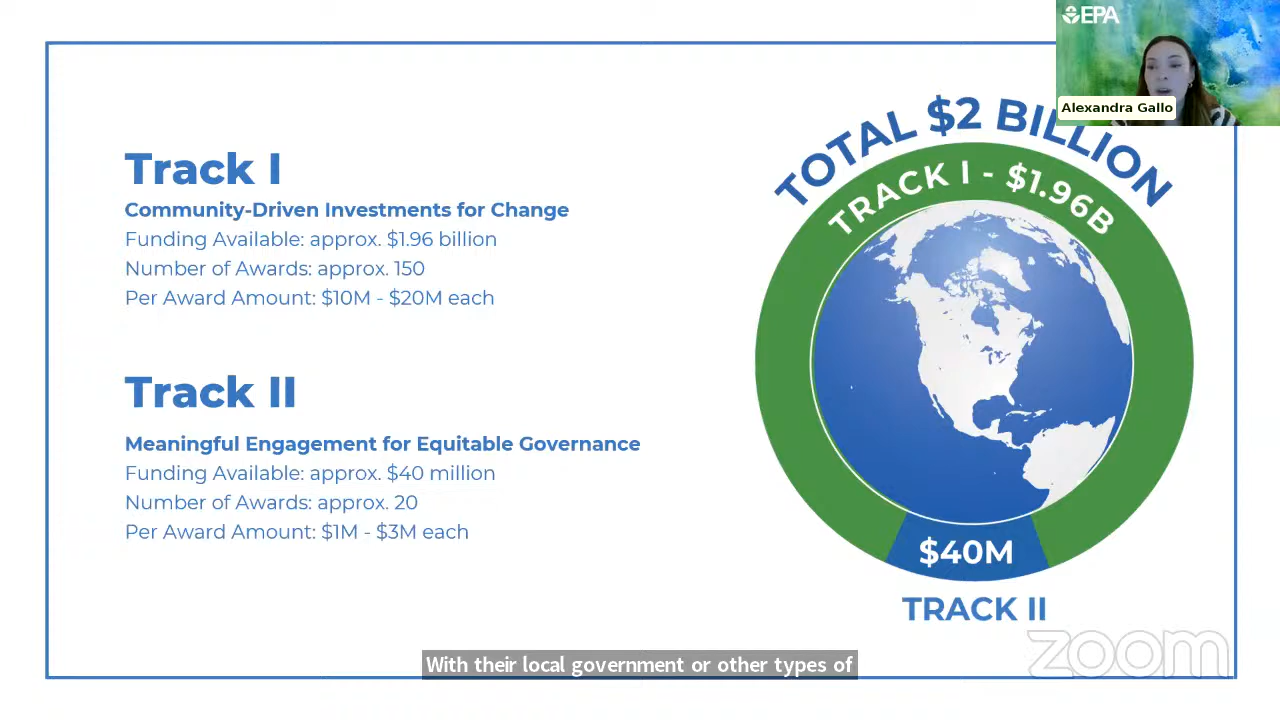 EPA
Alexandra Gallo
Track I
Community-Driven Investments for Change
Funding Available: approx. $1.96 billion
Number of Awards: approx. 150
Per Award Amount: $10M - $20M each
Track II
Meaningful Engagement for Equitable Governance
Funding Available: approx. $40 million
Number of Awards: approx. 20
Per Award Amount: $1M - $3M each
TOTAL $2 BILLION
TRACK I - $1.96B
$40M
TRACK II
With their local government or other types of
zoom